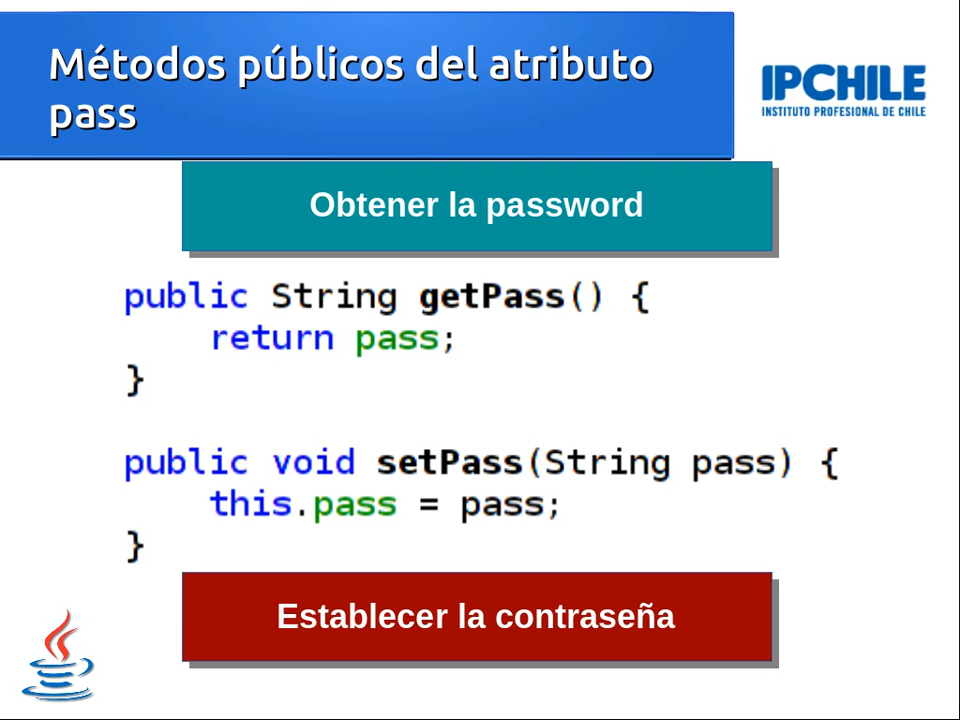 Métodos públicos del atributo
pass
IPCHILE
INSTITUTO PROFESIONAL DE CHILE
Obtener la password
public String getPass() {
    return pass;
}
public void setPass(String pass) {
    this.pass = pass;
}
Establecer la contraseña